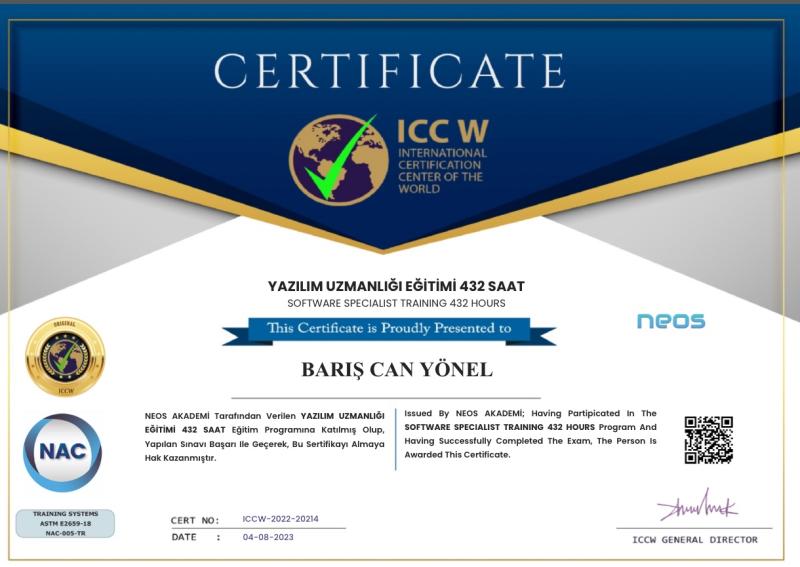 CERTIFICATE
ICC W
INTERNATIONAL
CERTIFICATION
CENTER OF THE
WORLD
YAZILIM UZMANLIĞI EĞİTİMİ 432 SAAT
SOFTWARE SPECIALIST TRAINING 432 HOURS
This Certificate is Proudly Presented to
neos
BARIŞ CAN YÖNEL
ORIGINAL
ICCW
NAC
TRAINING SYSTEMS
ASTM E2659-18
NAC-005-TR
NEOS AKADEMİ Tarafından Verilen YAZILIM UZMANLIĞI
EĞİTİMİ 432 SAAT Eğitim Programına Katılmış Olup,
Yapılan Sınavı Başarı Ile Geçerek, Bu Sertifikayı Almaya
Hak Kazanmıştır.
Issued By NEOS AKADEMİ; Having Partipicated In The
SOFTWARE SPECIALIST TRAINING 432 HOURS Program And
Having Successfully Completed The Exam, The Person Is
Awarded This Certificate.
CERT NO: ICCW-2022-20214
DATE : 04-08-2023
ICCW GENERAL DIRECTOR